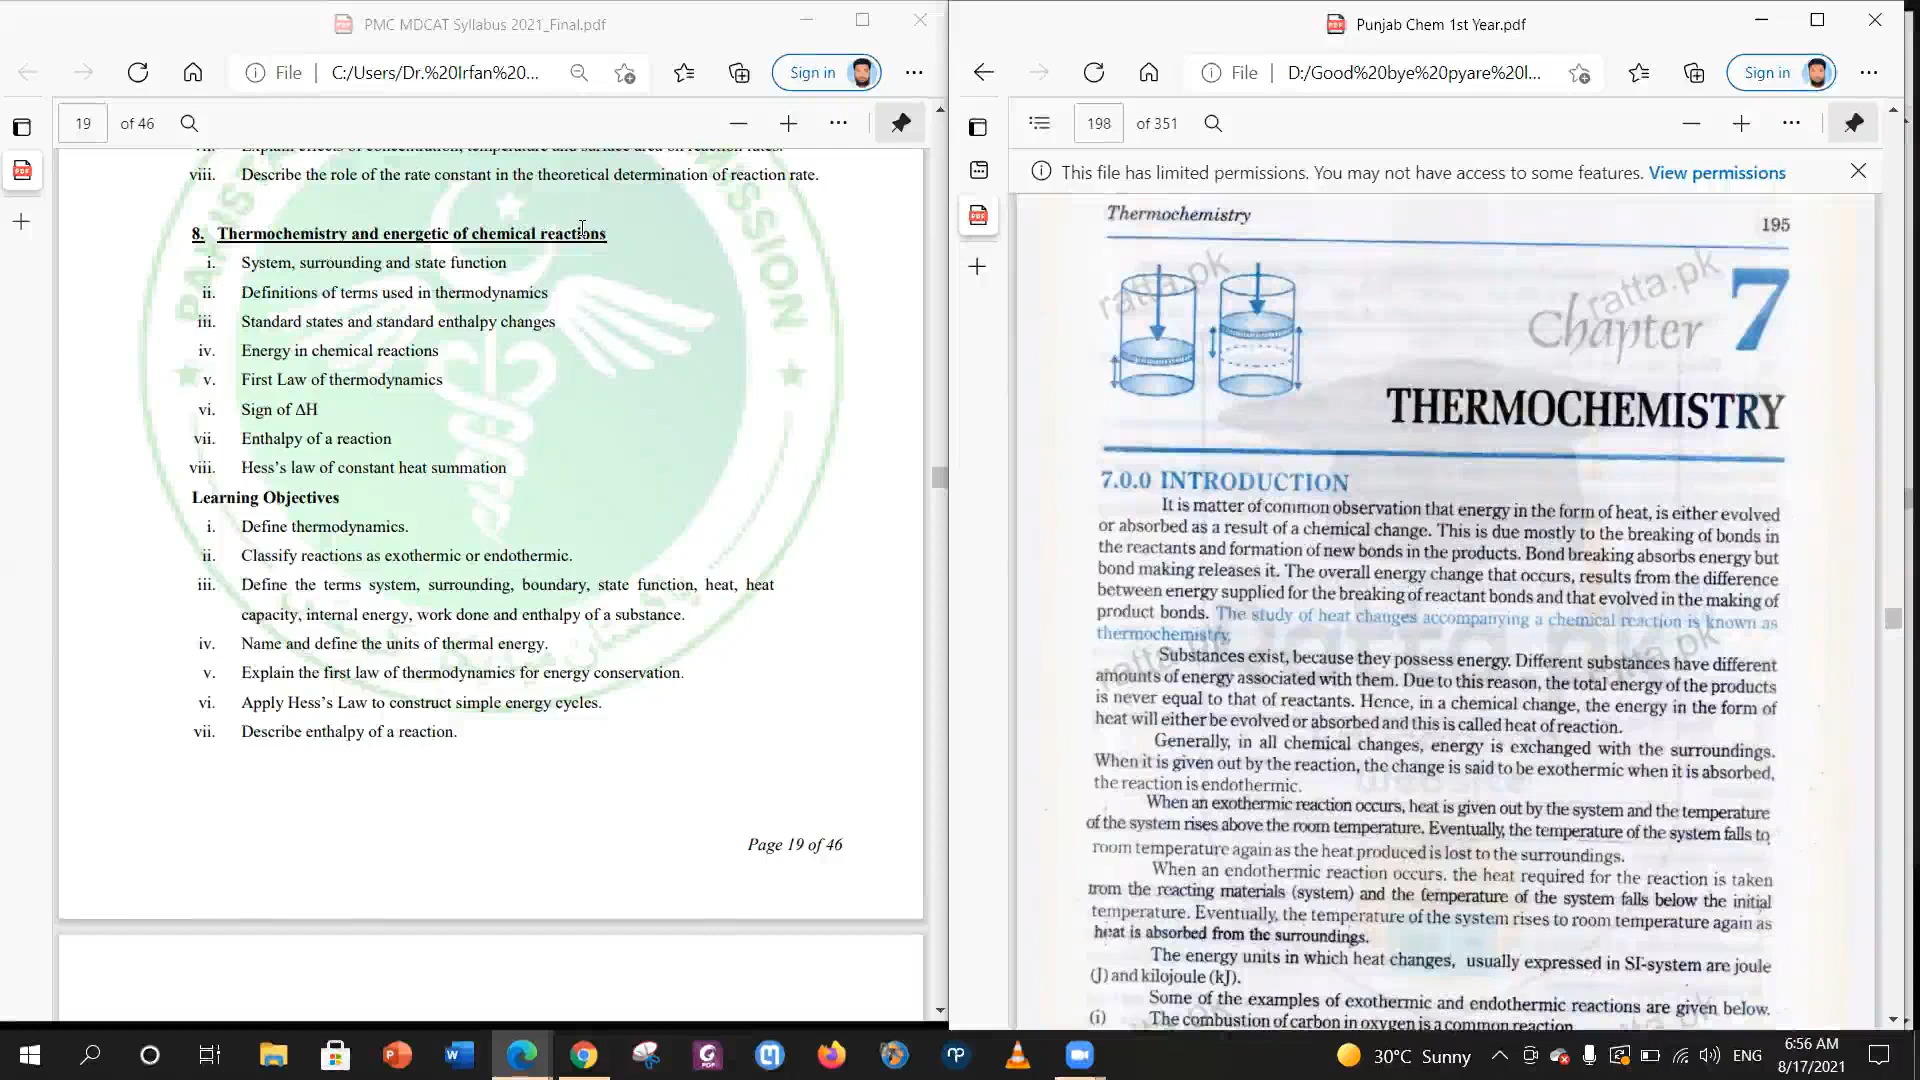 PMC MDCAT Syllabus 2021_Final.pdf
File
C:/Users/Dr.%20Irfan%20...
Sign in
19
of 46
viii. Describe the role of the rate constant in the theoretical determination of reaction rate.
8. Thermochemistry and energetic of chemical reactions
i. System, surrounding and state function
ii. Definitions of terms used in thermodynamics
iii. Standard states and standard enthalpy changes
iv. Energy in chemical reactions
v. First Law of thermodynamics
vi. Sign of ΔH
vii. Enthalpy of a reaction
viii. Hess’s law of constant heat summation
Learning Objectives
i. Define thermodynamics.
ii. Classify reactions as exothermic or endothermic.
iii. Define the terms system, surrounding, boundary, state function, heat, heat
capacity, internal energy, work done and enthalpy of a substance.
iv. Name and define the units of thermal energy.
v. Explain the first law of thermodynamics for energy conservation.
vi. Apply Hess’s Law to construct simple energy cycles.
vii. Describe enthalpy of a reaction.
Page 19 of 46
Punjab Chem 1st Year.pdf
File
D:/Good%20bye%20pyare%20l...
Sign in
198
of 351
This file has limited permissions. You may not have access to some features. View permissions
Thermochemistry
195
ratta.pk
ratta.pk
Chapter 7
THERMOCHEMISTRY
7.0.0 INTRODUCTION
It is matter of common observation that energy in the form of heat, is either evolved
or absorbed as a result of a chemical change. This is due mostly to the breaking of bonds in
the reactants and formation of new bonds in the products. Bond breaking absorbs energy but
bond making releases it. The overall energy change that occurs, results from the difference
between energy supplied for the breaking of reactant bonds and that evolved in the making of
product bonds. The study of heat changes accompanying a chemical reaction is known as
thermochemistry.
Substances exist, because they possess energy. Different substances have different
amounts of energy associated with them. Due to this reason, the total energy of the products
is never equal to that of reactants. Hence, in a chemical change, the energy in the form of
heat will either be evolved or absorbed and this is called heat of reaction.
Generally, in all chemical changes, energy is exchanged with the surroundings.
When it is given out by the reaction, the change is said to be exothermic when it is absorbed,
the reaction is endothermic.
When an exothermic reaction occurs, heat is given out by the system and the temperature
of the system rises above the room temperature. Eventually, the temperature of the system falls to
room temperature again as the heat produced is lost to the surroundings.
When an endothermic reaction occurs, the heat required for the reaction is taken
from the reacting materials (system) and the temperature of the system falls below the initial
temperature. Eventually, the temperature of the system rises to room temperature again as
heat is absorbed from the surroundings.
The energy units in which heat changes, usually expressed in SI-system are joule
(J) and kilojoule (kJ).
Some of the examples of exothermic and endothermic reactions are given below.
(i) The combustion of carbon in oxygen is a common reaction
30°C Sunny
ENG
6:56 AM
8/17/2021